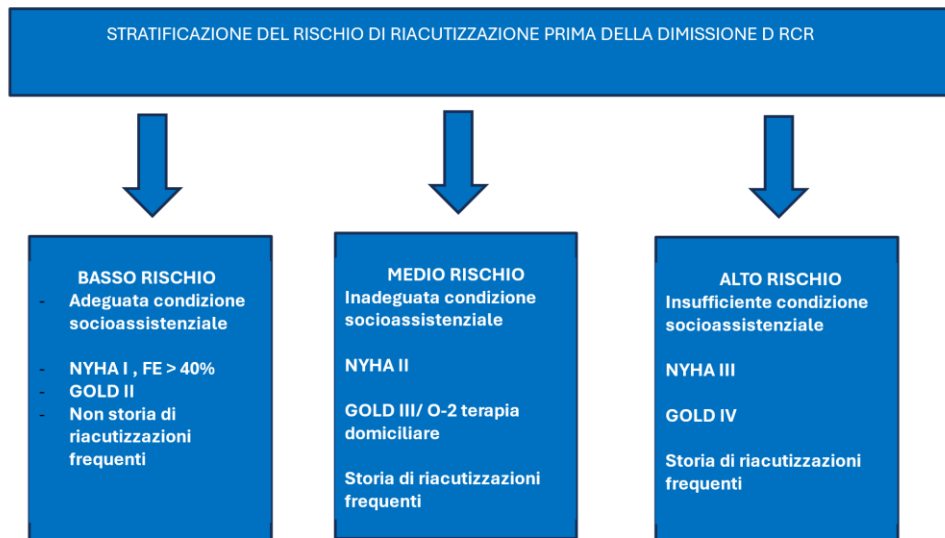 STRATIFICAZIONE DEL RISCHIO DI RIACUTIZZAZIONE PRIMA DELLA DIMISSIONE D RCR
BASSO RISCHIO
- Adeguata condizione
socioassistenziale
- NYHA I , FE > 40%
- GOLD II
- Non storia di
riacutizzazioni
frequenti
MEDIO RISCHIO
Inadeguata condizione
socioassistenziale
NYHA II
GOLD III/ O-2 terapia
domiciliare
Storia di riacutizzazioni
frequenti
ALTO RISCHIO
Insufficiente condizione
socioassistenziale
NYHA III
GOLD IV
Storia di riacutizzazioni
frequenti